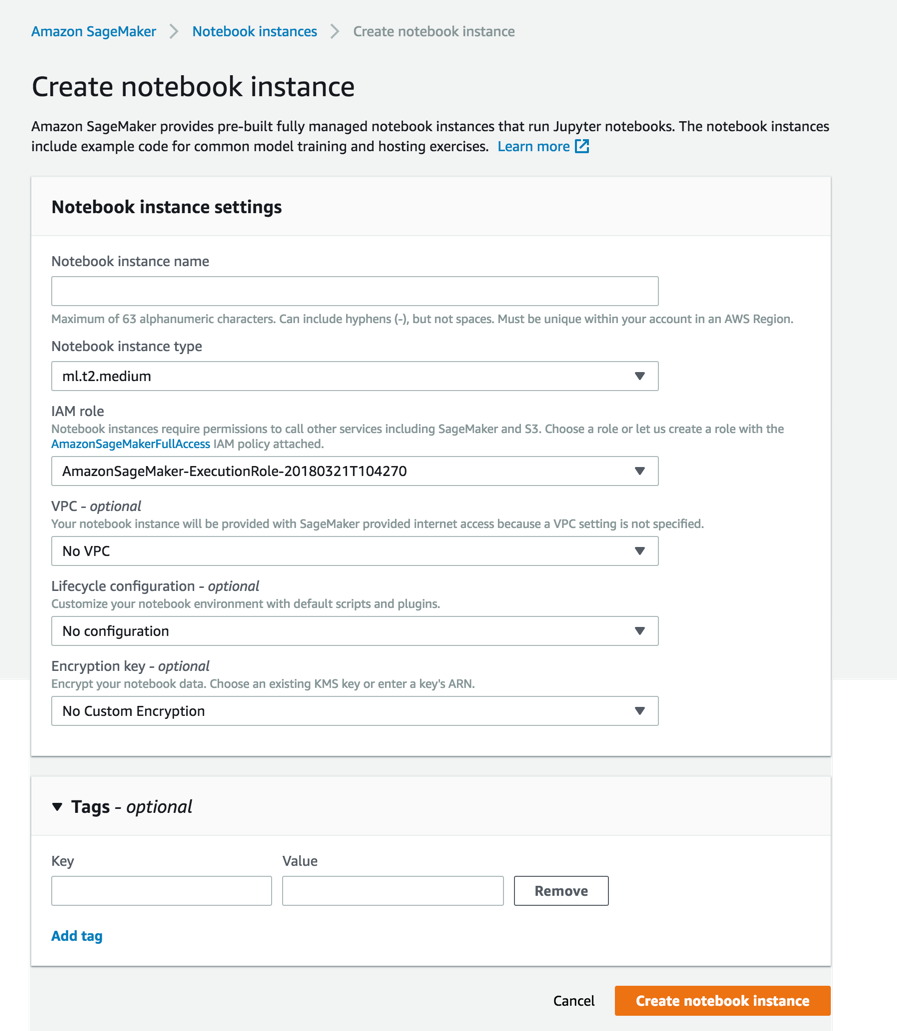 Amazon SageMaker > Notebook instances > Create notebook instance
Create notebook instance
Amazon SageMaker provides pre-built fully managed notebook instances that run Jupyter notebooks. The notebook instances
include example code for common model training and hosting exercises. Learn more
Notebook instance settings
Notebook instance name
Maximum of 63 alphanumeric characters. Can include hyphens (-), but not spaces. Must be unique within your account in an AWS Region.
Notebook instance type
ml.t2.medium
IAM role
Notebook instances require permissions to call other services including SageMaker and S3. Choose a role or let us create a role with the
AmazonSageMakerFullAccess IAM policy attached.
AmazonSageMaker-ExecutionRole-20180321T104270
VPC - optional
Your notebook instance will be provided with SageMaker provided internet access because a VPC setting is not specified.
No VPC
Lifecycle configuration - optional
Customize your notebook environment with default scripts and plugins.
No configuration
Encryption key - optional
Encrypt your notebook data. Choose an existing KMS key or enter a key's ARN.
No Custom Encryption
Tags - optional
Key Value
Remove
Add tag
Cancel Create notebook instance